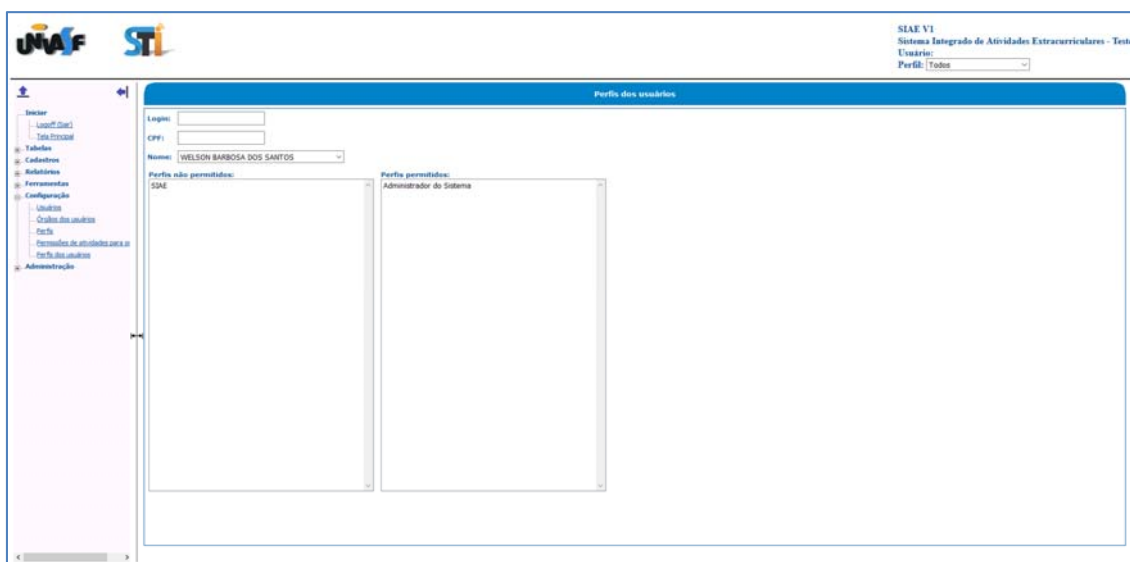 UNIVASF STI
SIAE V1
Sistema Integrado de Atividades Extracurriculares - Teste
Usuário:
Perfil: Todos
Iniciar
Logoff (Sair)
Tela Principal
Tabelas
Cadastros
Relatórios
Ferramentas
Configuração
Usuários
Órgãos dos usuários
Perfis
Permissões de atividades para os
Perfis dos usuários
Administração
Perfis dos usuários
Login:
CPF:
Nome: WELSON BARBOSA DOS SANTOS
Perfis não permitidos: Perfis permitidos:
SIAE Administrador do Sistema